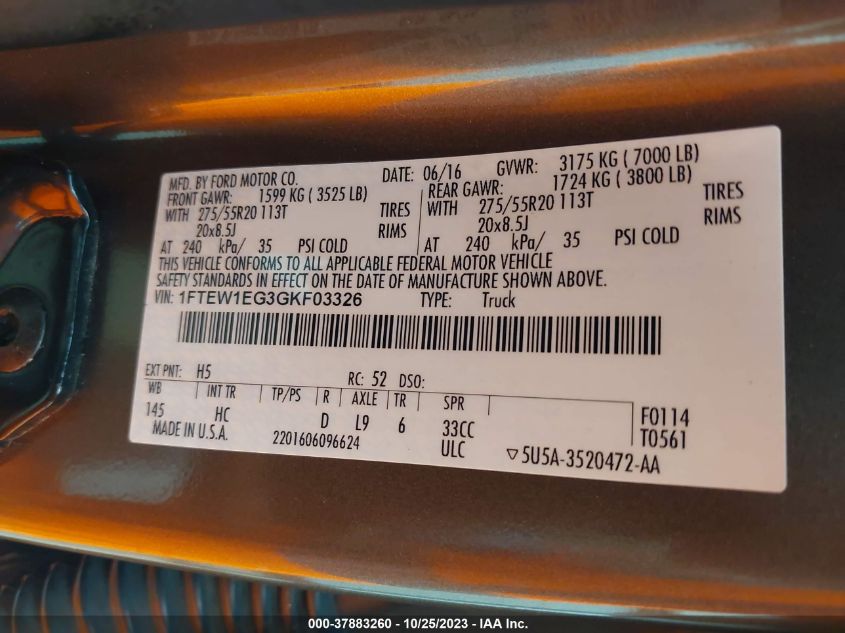 MFD. BY FORD MOTOR CO. DATE: 06/16 GVWR: 3175 KG ( 7000 LB)
FRONT GAWR: 1599 KG ( 3525 LB) REAR GAWR: 1724 KG ( 3800 LB)
WITH 275/55R20 113T TIRES WITH 275/55R20 113T TIRES
20x8.5J RIMS 20x8.5J RIMS
AT 240 kPa/ 35 PSI COLD AT 240 kPa/ 35 PSI COLD
THIS VEHICLE CONFORMS TO ALL APPLICABLE FEDERAL MOTOR VEHICLE
SAFETY STANDARDS IN EFFECT ON THE DATE OF MANUFACTURE SHOWN ABOVE.
VIN: 1FTEW1EG3GKF03326 TYPE: Truck
EXT PNT: H5 RC: 52 DSO:
WB INT TR TP/PS R AXLE TR SPR
145 HC D L9 6 33CC F0114
MADE IN U.S.A. 2201606096624 ULC T0561
▽5U5A-3520472-AA
000-37883260 - 10/25/2023 - IAA Inc.